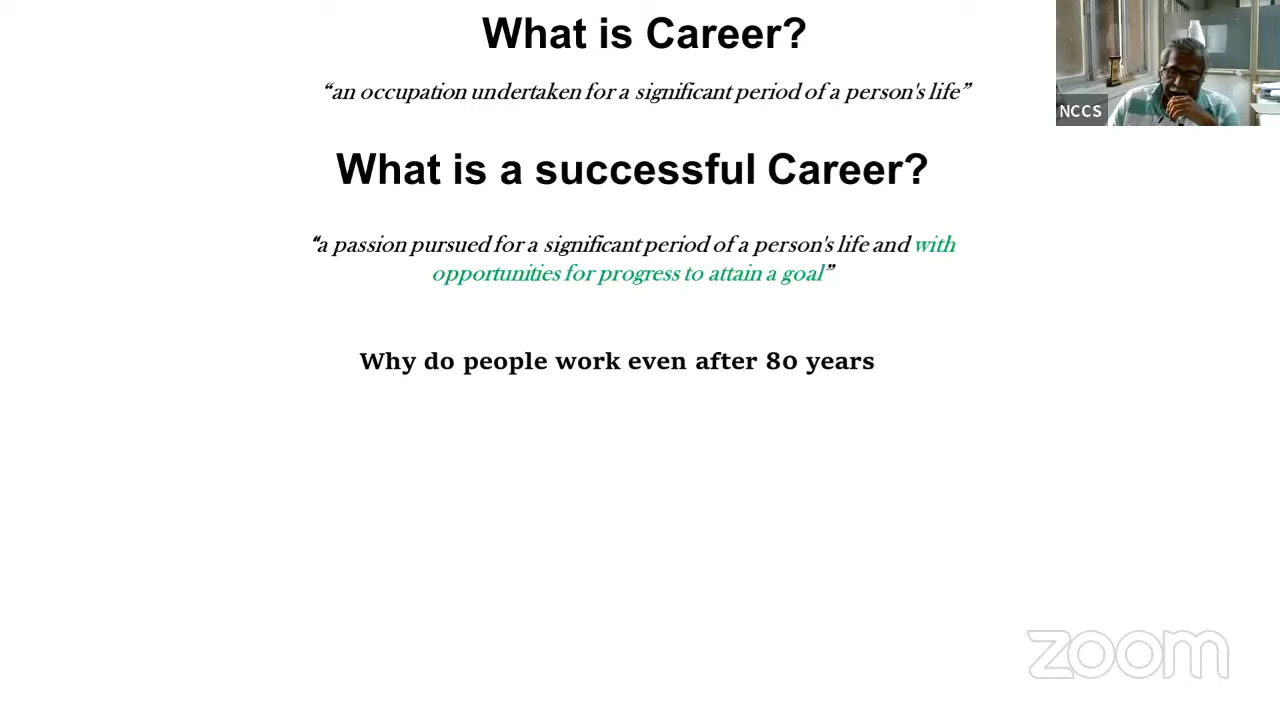 What is Career?
“an occupation undertaken for a significant period of a person's life”
NCCS
What is a successful Career?
“a passion pursued for a significant period of a person's life and with
opportunities for progress to attain a goal”
Why do people work even after 80 years
zoom